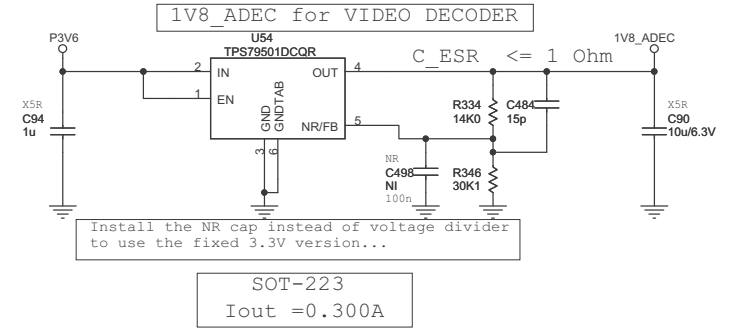 1V8_ADEC for VIDEO DECODER
P3V6
U54
TPS79501DCQR
C_ESR <= 1 Ohm
1V8_ADEC
2
IN
OUT
4
1
EN
GND
GNDTAB
NR/FB
5
3
6
X5R
C94
1u
R334
14K0
C484
15p
X5R
C90
10u/6.3V
NR
C498
NI
100n
R346
30K1
Install the NR cap instead of voltage divider
to use the fixed 3.3V version...
SOT-223
Iout =0.300A